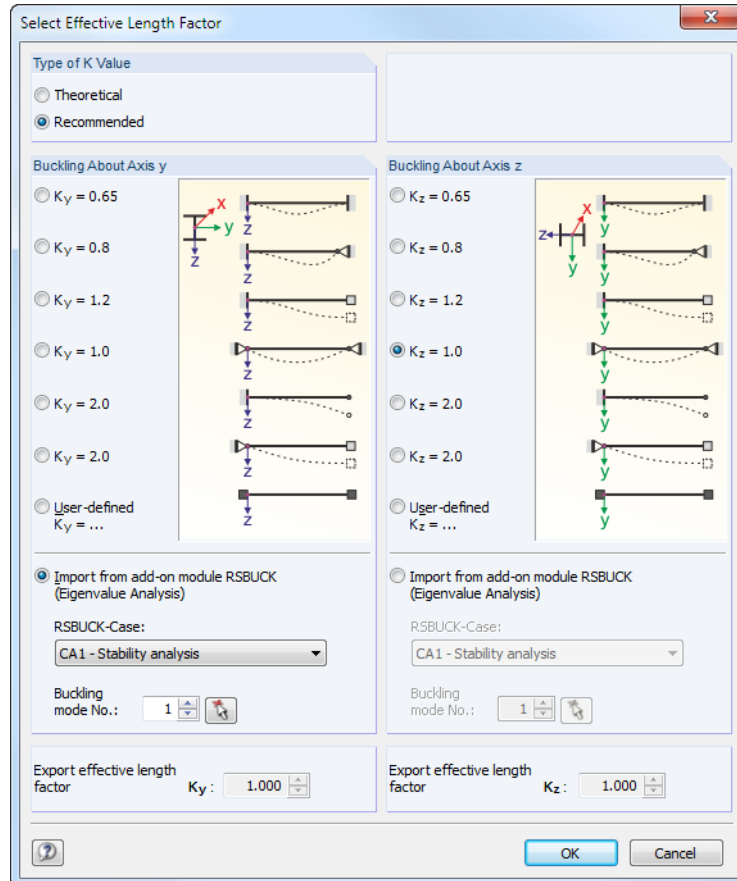 Select Effective Length Factor
x
Type of K Value
Theoretical
Recommended
Buckling About Axis y
Ky = 0.65
Ky = 0.8
Ky = 1.2
Ky = 1.0
Ky = 2.0
Ky = 2.0
User-defined
Ky = ...
x
y
z
z
z
z
z
z
z
z
Import from add-on module RSBUCK
(Eigenvalue Analysis)
RSBUCK-Case:
CA1 - Stability analysis
Buckling
mode No.:
1
Export effective length
factor
Ky :
1.000
Buckling About Axis z
Kz = 0.65
Kz = 0.8
Kz = 1.2
Kz = 1.0
Kz = 2.0
Kz = 2.0
User-defined
Kz = ...
x
z
y
y
y
y
y
y
y
y
Import from add-on module RSBUCK
(Eigenvalue Analysis)
RSBUCK-Case:
CA1 - Stability analysis
Buckling
mode No.:
1
Export effective length
factor
Kz :
1.000
?
OK
Cancel